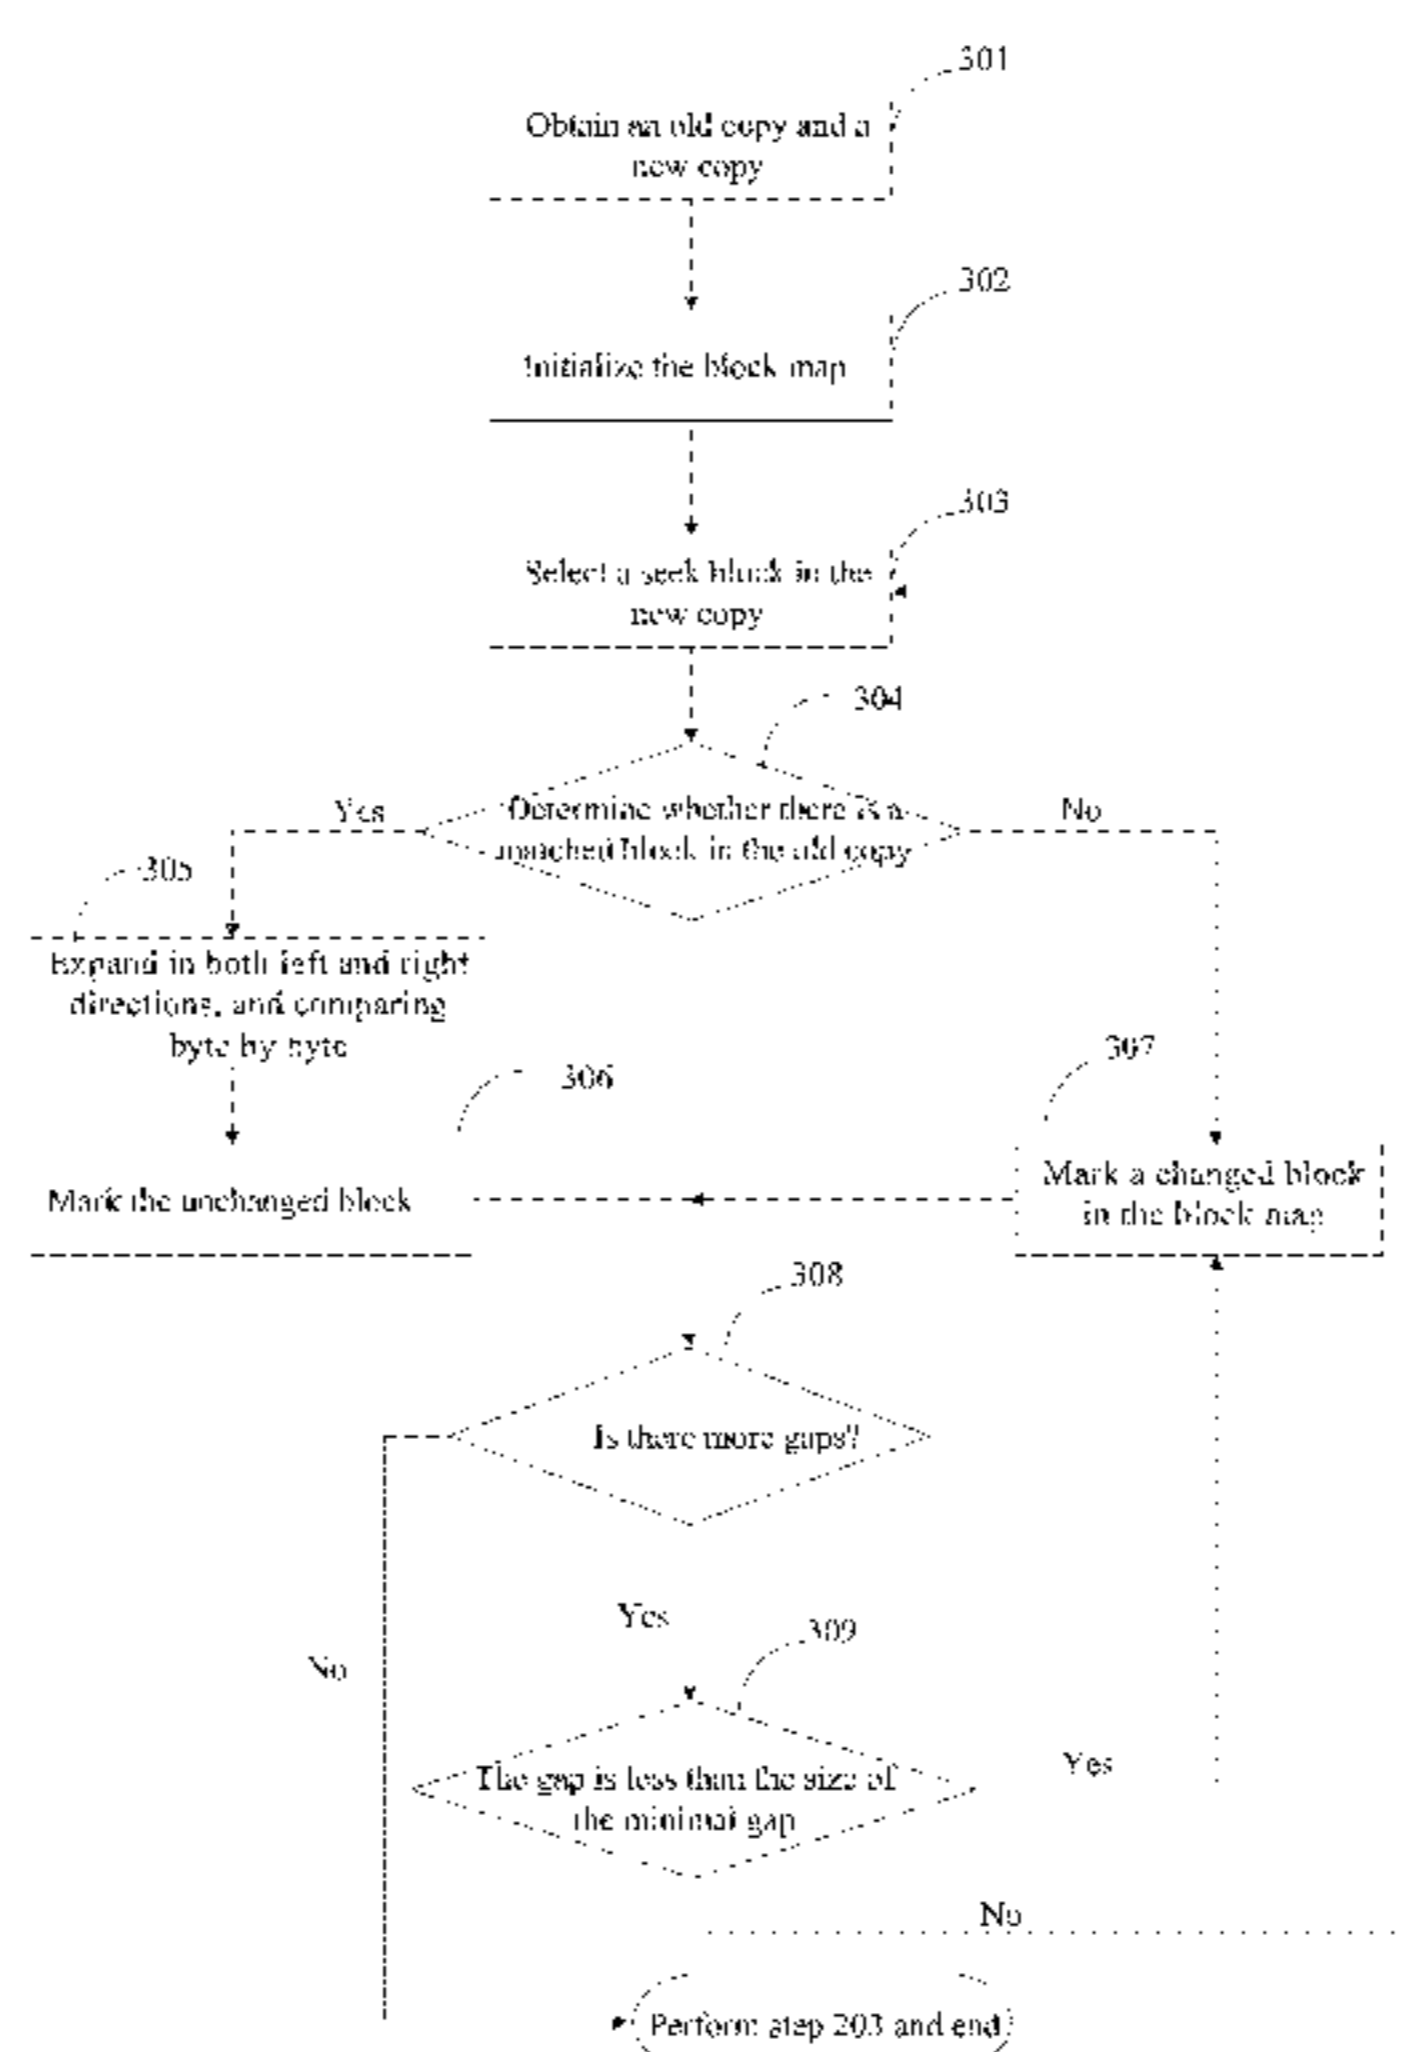 301
Obtain an old copy and a
new copy
302
Initialize the block map
303
Select a seek block in the
new copy
304
Determine whether there is a
matched block in the old copy
Yes
No
305
Expand in both left and right
directions, and comparing
byte by byte
306
Mark the unchanged block
307
Mark a changed block
in the block map
308
Is there more gaps?
Yes
No
309
The gap is less than the size of
the minimal gap
Yes
No
Perform step 203 and end